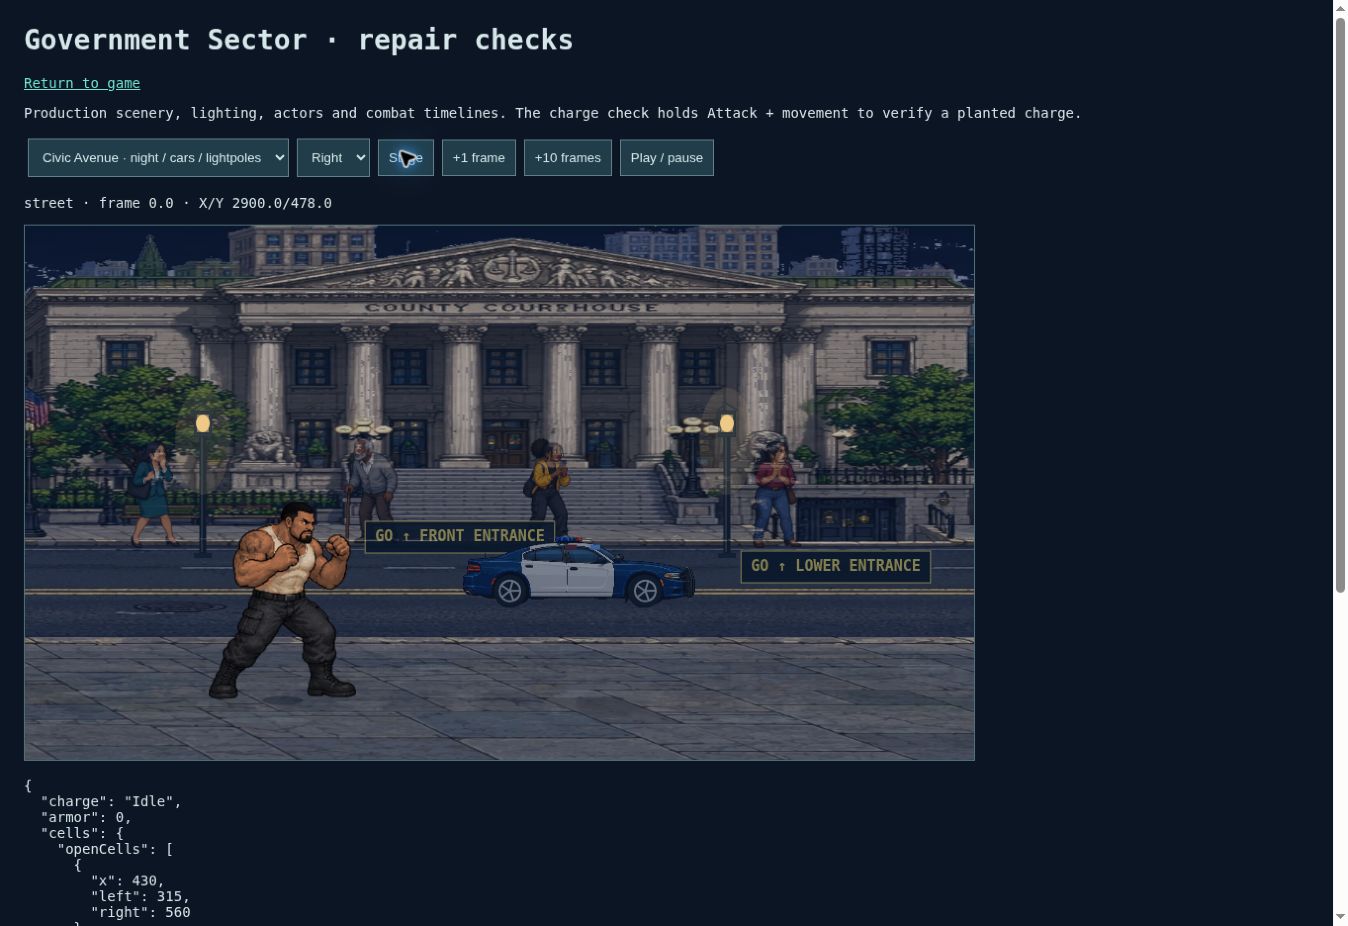 Government Sector · repair checks
Return to game
Production scenery, lighting, actors and combat timelines. The charge check holds Attack + movement to verify a planted charge.
Civic Avenue · night / cars / lightpoles
Right
+1 frame
+10 frames
Play / pause
street · frame 0.0 · X/Y 2900.0/478.0
COUNTY COURTHOUSE
GO ↑ FRONT ENTRANCE
GO ↑ LOWER ENTRANCE
{
"charge": "Idle",
"armor": 0,
"cells": {
"openCells": [
{
"x": 430,
"left": 315,
"right": 560